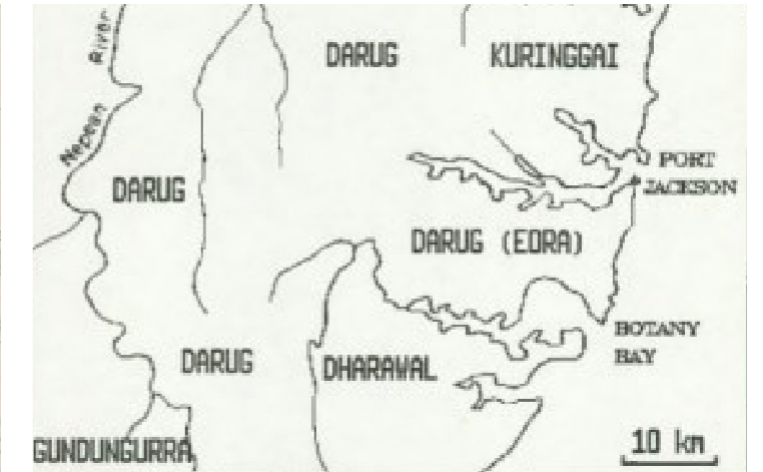 River
DARUG
KURINGGAI
Nepean
PORT
JACKSON
DARUG
DARUG (EORA)
BOTANY
BAY
DARUG
DHARAWAL
GUNDUNGURRA
10 km